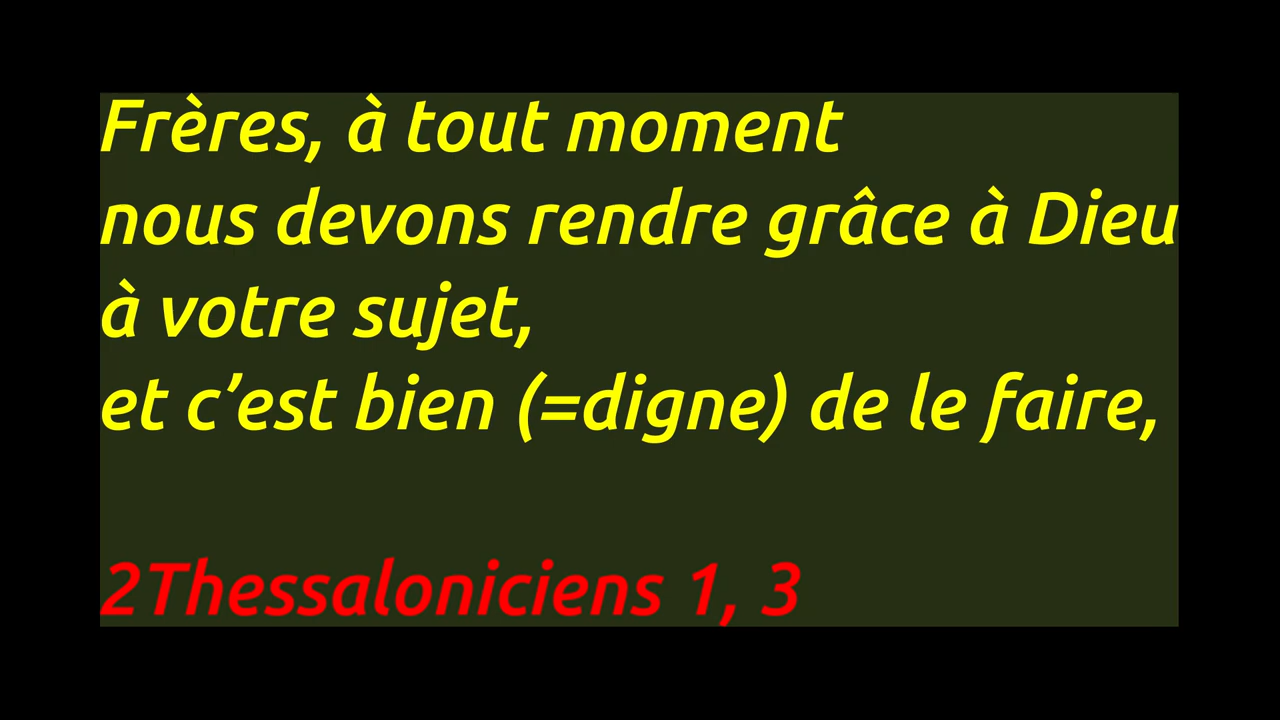 Frères, à tout moment
nous devons rendre grâce à Dieu
à votre sujet,
et c’est bien (=digne) de le faire,
2Thessaloniciens 1, 3